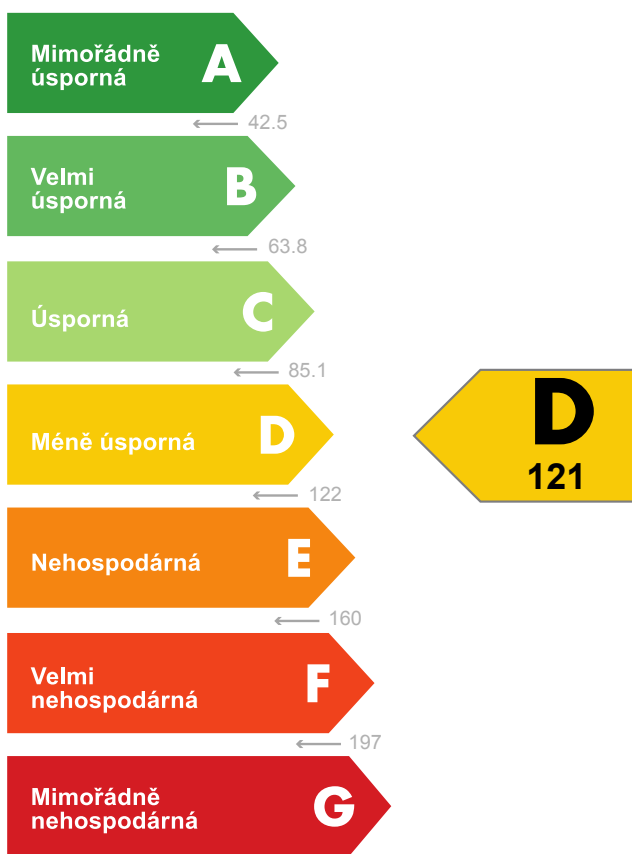 Mimořádně
úsporná
A
← 42.5
Velmi
úsporná
B
← 63.8
Úsporná
C
← 85.1
Méně úsporná
D
← 122
D
121
Nehospodárná
E
← 160
Velmi
nehospodárná
F
← 197
Mimořádně
nehospodárná
G